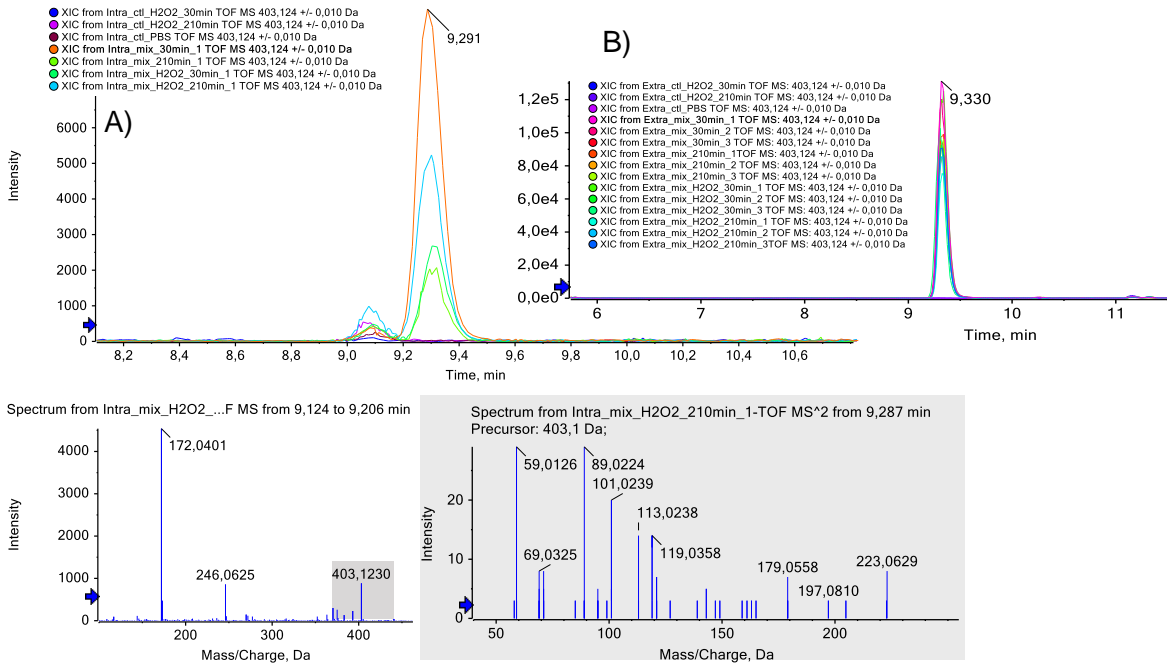 XIC from Intra_ctl_H2O2_30min TOF MS 403,124 +/- 0,010 Da
XIC from Intra_ctl_H2O2_210min TOF MS 403,124 +/- 0,010 Da
XIC from Intra_ctl_PBS TOF MS 403,124 +/- 0,010 Da
XIC from Intra_mix_30min_1 TOF MS 403,124 +/- 0,010 Da
XIC from Intra_mix_210min_1 TOF MS 403,124 +/- 0,010 Da
XIC from Intra_mix_H2O2_30min_1 TOF MS 403,124 +/- 0,010 Da
XIC from Intra_mix_H2O2_210min_1 TOF MS 403,124 +/- 0,010 Da
A)
9,291
Intensity
6000
5000
4000
3000
2000
1000
0
8,2 8,4 8,6 8,8 9,0 9,2 9,4 9,6 9,8 10,0 10,2 10,4 10,6
Time, min
B)
XIC from Extra_ctl_H2O2_30min TOF MS: 403,124 +/- 0,010 Da
XIC from Extra_ctl_H2O2_210min TOF MS: 403,124 +/- 0,010 Da
XIC from Extra_ctl_PBS TOF MS: 403,124 +/- 0,010 Da
XIC from Extra_mix_30min_1 TOF MS: 403,124 +/- 0,010 Da
XIC from Extra_mix_30min_2 TOF MS: 403,124 +/- 0,010 Da
XIC from Extra_mix_30min_3 TOF MS: 403,124 +/- 0,010 Da
XIC from Extra_mix_210min_1TOF MS: 403,124 +/- 0,010 Da
XIC from Extra_mix_210min_2 TOF MS: 403,124 +/- 0,010 Da
XIC from Extra_mix_210min_3 TOF MS: 403,124 +/- 0,010 Da
XIC from Extra_mix_H2O2_30min_1 TOF MS: 403,124 +/- 0,010 Da
XIC from Extra_mix_H2O2_30min_2 TOF MS: 403,124 +/- 0,010 Da
XIC from Extra_mix_H2O2_30min_3 TOF MS: 403,124 +/- 0,010 Da
XIC from Extra_mix_H2O2_210min_1 TOF MS: 403,124 +/- 0,010 Da
XIC from Extra_mix_H2O2_210min_2 TOF MS: 403,124 +/- 0,010 Da
XIC from Extra_mix_H2O2_210min_3TOF MS: 403,124 +/- 0,010 Da
9,330
1,2e5
1,0e5
8,0e4
6,0e4
4,0e4
2,0e4
0,0e0
6 7 8 9 10 11
Time, min
Spectrum from Intra_mix_H2O2_...F MS from 9,124 to 9,206 min
172,0401
246,0625
403,1230
Intensity
4000
3000
2000
1000
0
200 300 400
Mass/Charge, Da
Spectrum from Intra_mix_H2O2_210min_1-TOF MS^2 from 9,287 min
Precursor: 403,1 Da;
59,0126
89,0224
101,0239
113,0238
69,0325
119,0358
179,0558
197,0810
223,0629
Intensity
20
10
0
50 100 150 200
Mass/Charge, Da